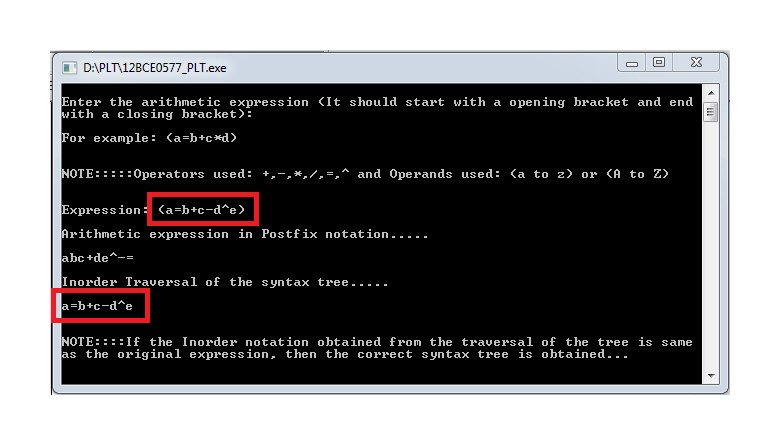 D:\PLT\12BCE0577_PLT.exe
Enter the arithmetic expression (It should start with a opening bracket and end
with a closing bracket):
For example: (a=b+c*d)
NOTE:::::Operators used: +,-,*,/,=,^ and Operands used: (a to z) or (A to Z)
Expression: (a=b+c-d^e)
Arithmetic expression in Postfix notation.....
abc+de^-=
Inorder Traversal of the syntax tree.....
a=b+c-d^e
NOTE::::If the Inorder notation obtained from the traversal of the tree is same
as the original expression, then the correct syntax tree is obtained...